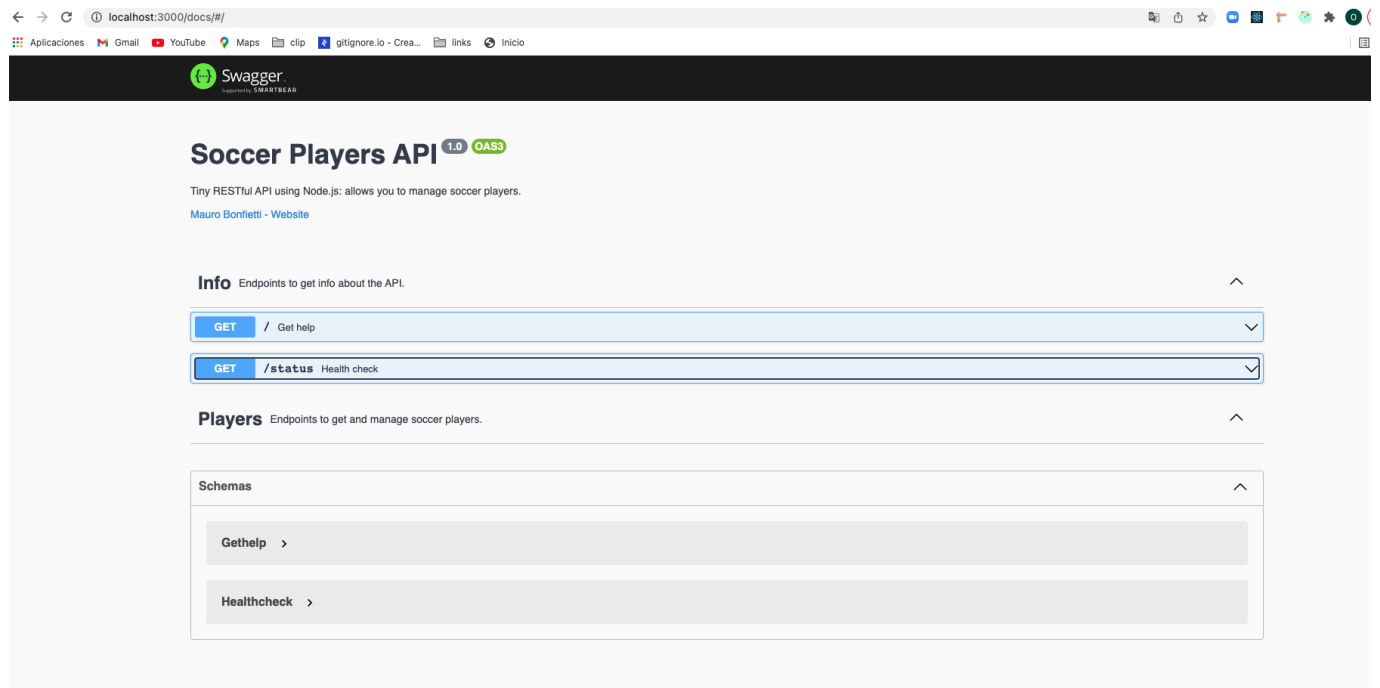 localhost:3000/docs/#/
Aplicaciones Gmail YouTube Maps clip gitignore.io - Crea... links Inicio
{...} Swagger.
Supported by SMARTBEAR
Soccer Players API 1.0 OAS3
Tiny RESTful API using Node.js: allows you to manage soccer players.
Mauro Bonfietti - Website
Info Endpoints to get info about the API.
GET / Get help
GET /status Health check
Players Endpoints to get and manage soccer players.
Schemas
Gethelp
Healthcheck